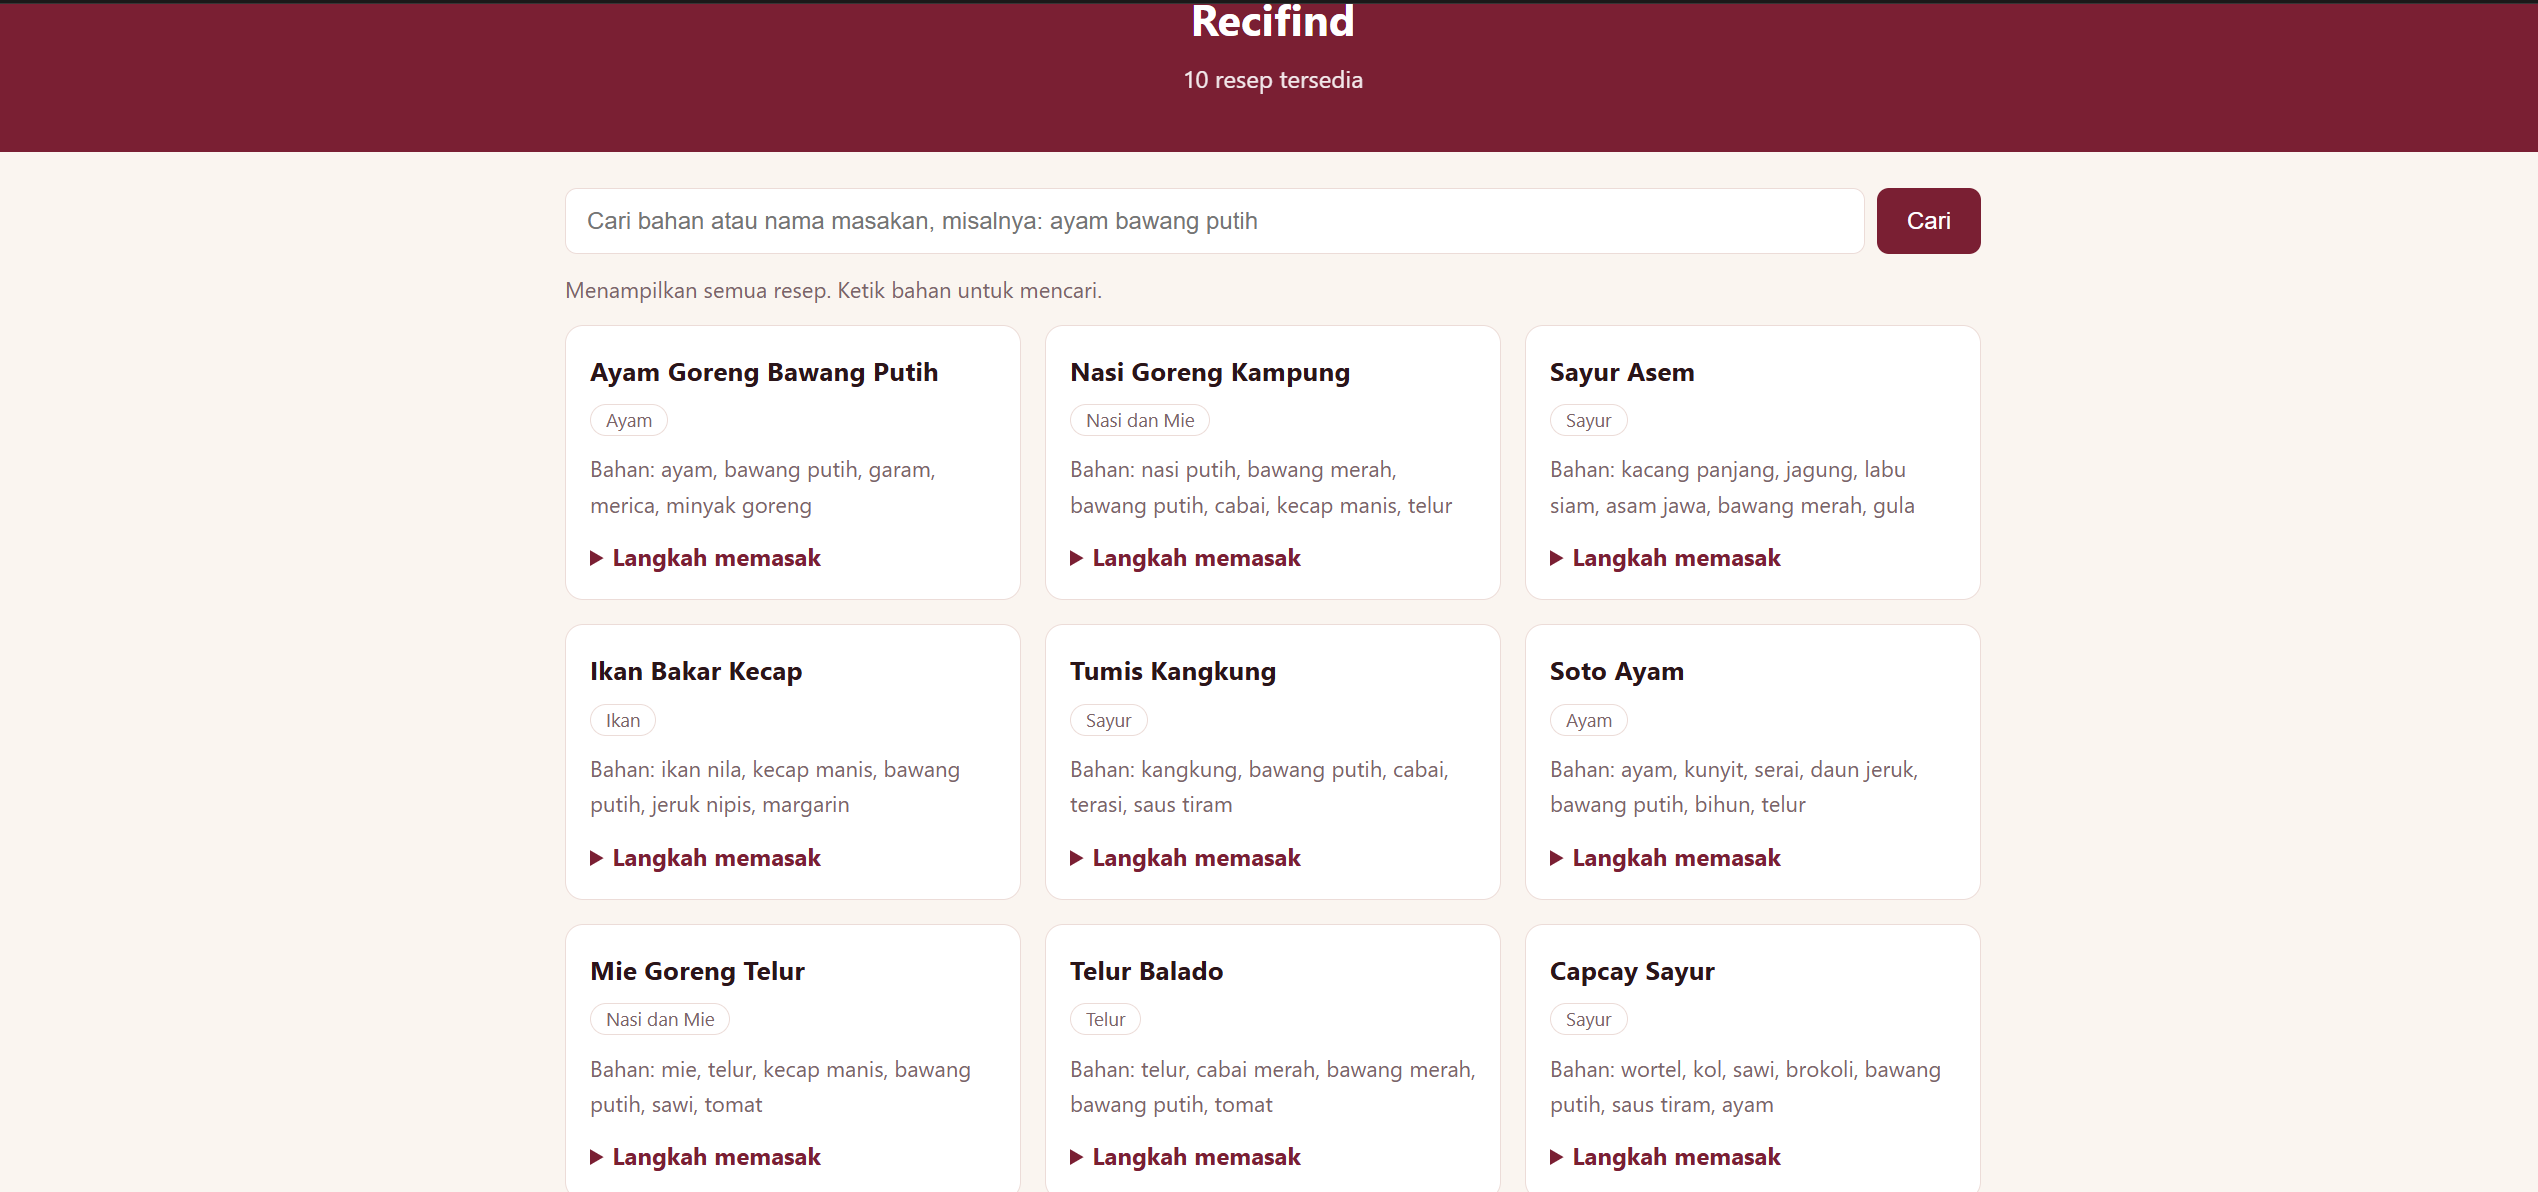 Recifind
10 resep tersedia
Cari bahan atau nama masakan, misalnya: ayam bawang putih
Cari
Menampilkan semua resep. Ketik bahan untuk mencari.
Ayam Goreng Bawang Putih
Ayam
Bahan: ayam, bawang putih, garam,
merica, minyak goreng
▶ Langkah memasak
Nasi Goreng Kampung
Nasi dan Mie
Bahan: nasi putih, bawang merah,
bawang putih, cabai, kecap manis, telur
▶ Langkah memasak
Sayur Asem
Sayur
Bahan: kacang panjang, jagung, labu
siam, asam jawa, bawang merah, gula
▶ Langkah memasak
Ikan Bakar Kecap
Ikan
Bahan: ikan nila, kecap manis, bawang
putih, jeruk nipis, margarin
▶ Langkah memasak
Tumis Kangkung
Sayur
Bahan: kangkung, bawang putih, cabai,
terasi, saus tiram
▶ Langkah memasak
Soto Ayam
Ayam
Bahan: ayam, kunyit, serai, daun jeruk,
bawang putih, bihun, telur
▶ Langkah memasak
Mie Goreng Telur
Nasi dan Mie
Bahan: mie, telur, kecap manis, bawang
putih, sawi, tomat
▶ Langkah memasak
Telur Balado
Telur
Bahan: telur, cabai merah, bawang merah,
bawang putih, tomat
▶ Langkah memasak
Capcay Sayur
Sayur
Bahan: wortel, kol, sawi, brokoli, bawang
putih, saus tiram, ayam
▶ Langkah memasak